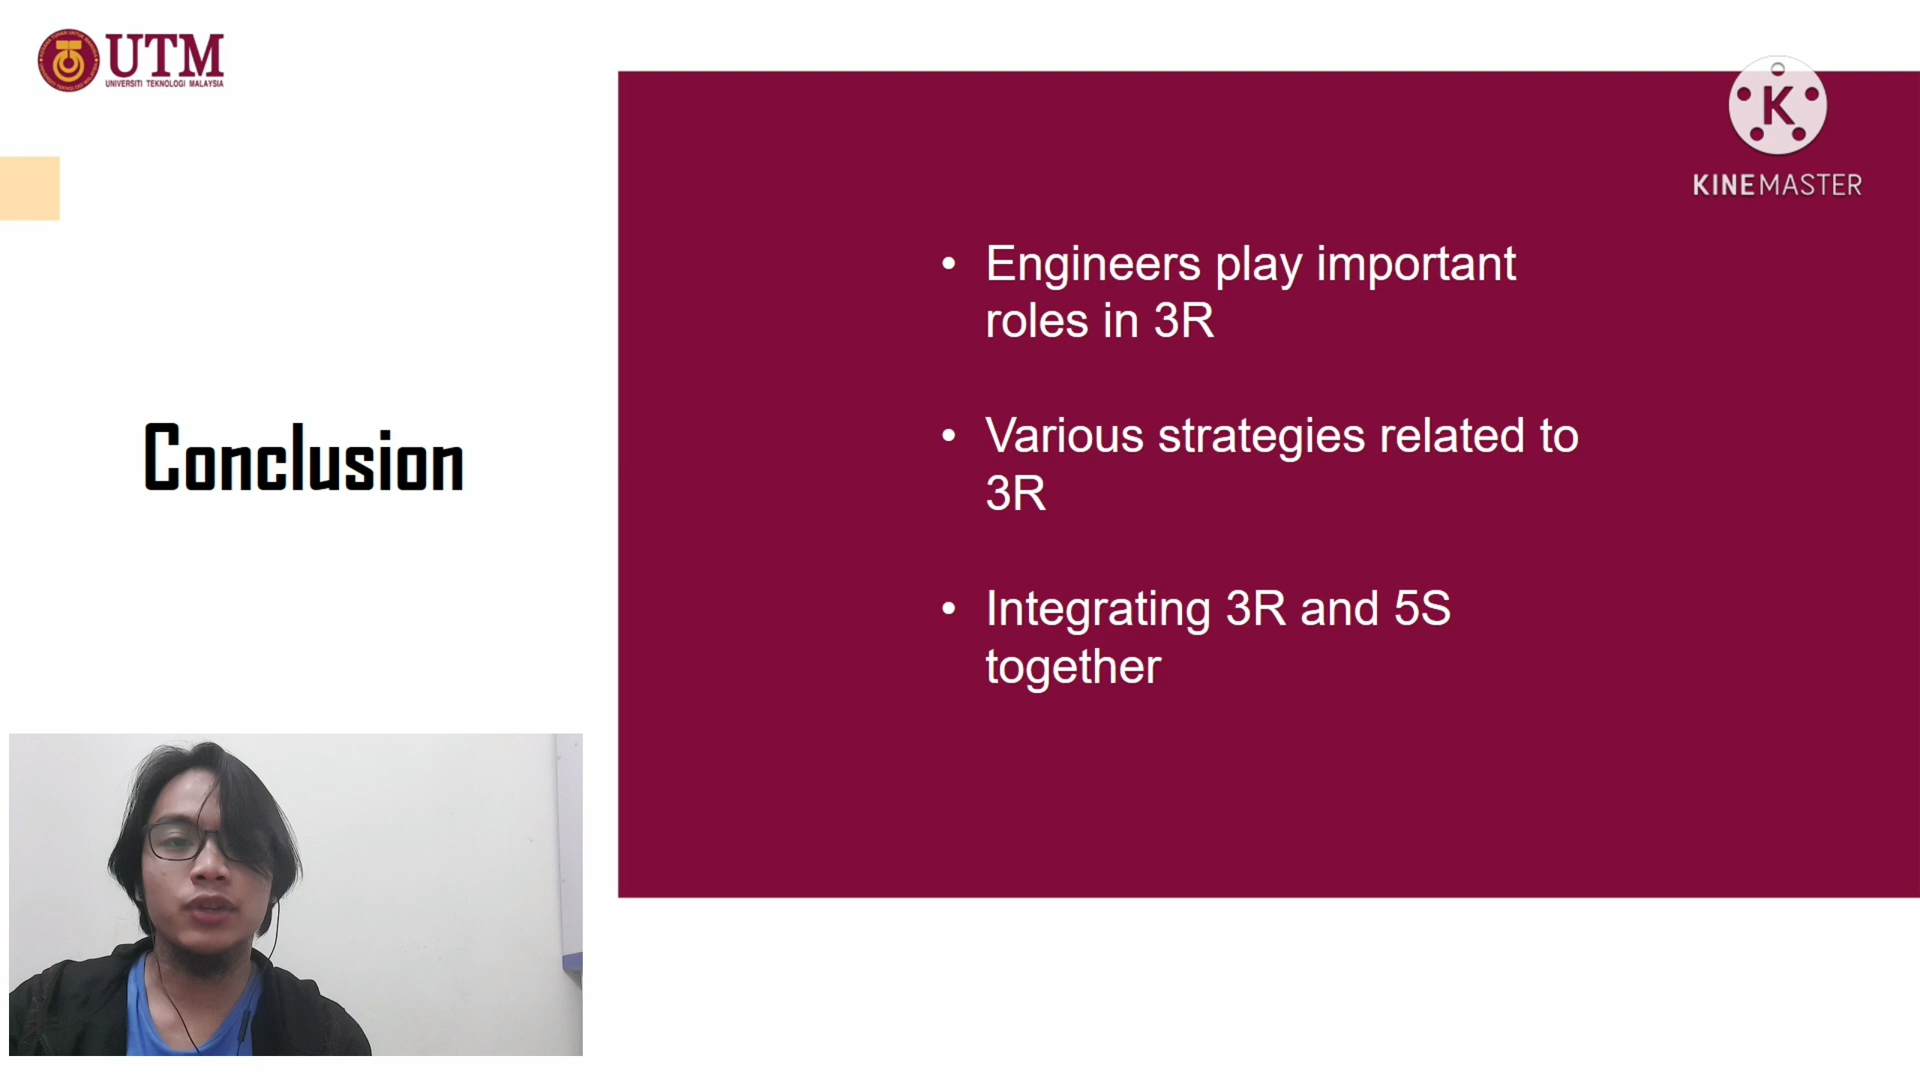 UTM
UNIVERSITI TEKNOLOGI MALAYSIA
K
KINEMASTER
Engineers play important
roles in 3R
Various strategies related to
3R
Integrating 3R and 5S
together
Conclusion